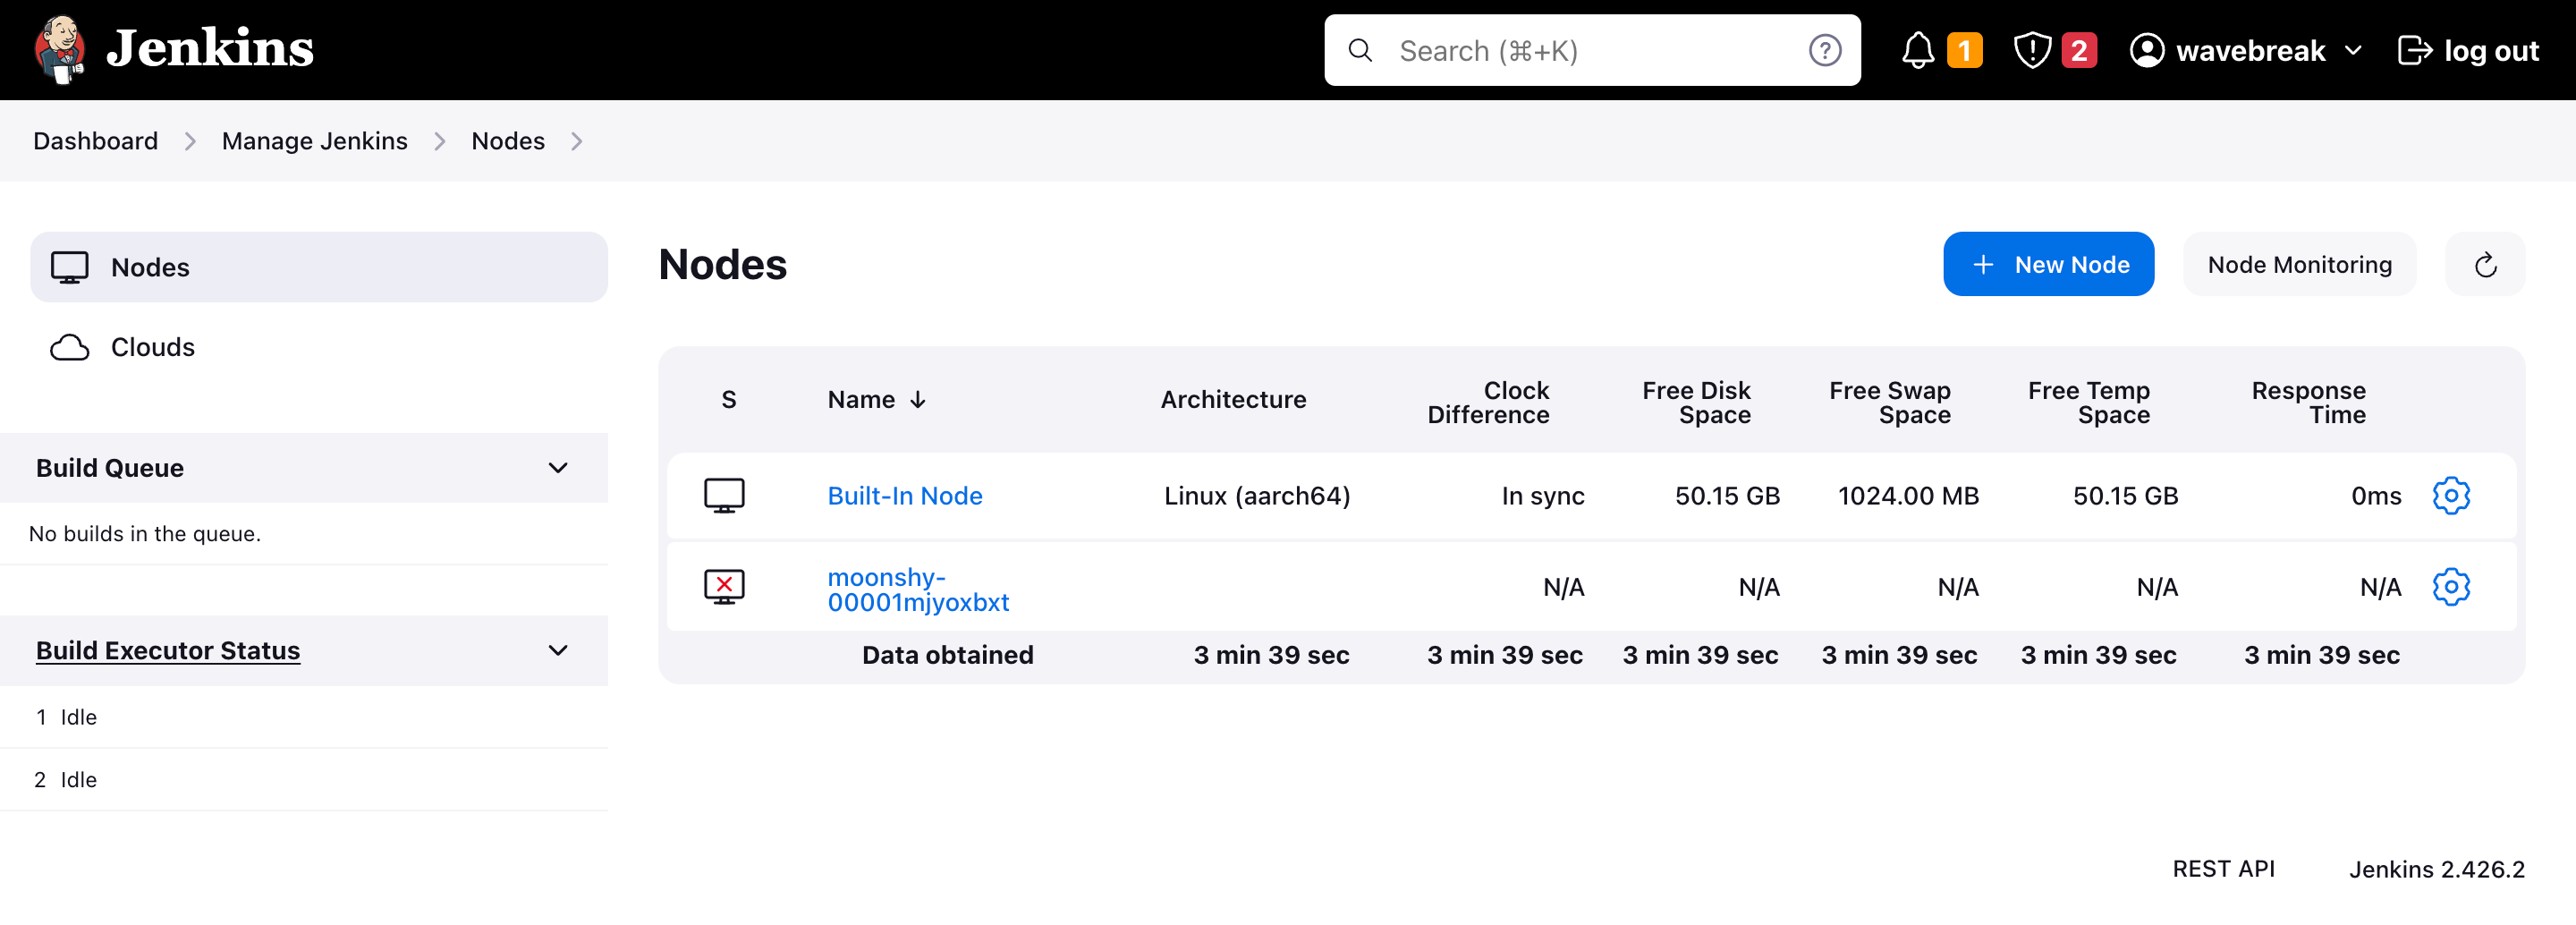 Jenkins
Search (⌘+K)
1
2
wavebreak
log out
Dashboard
Manage Jenkins
Nodes
Nodes
Clouds
Build Queue
No builds in the queue.
Build Executor Status
1 Idle
2 Idle
Nodes
New Node
Node Monitoring
S Name ↓ Architecture Clock Difference Free Disk Space Free Swap Space Free Temp Space Response Time
Built-In Node Linux (aarch64) In sync 50.15 GB 1024.00 MB 50.15 GB 0ms
moonshy-
00001mjyoxbxt N/A N/A N/A N/A N/A
Data obtained 3 min 39 sec 3 min 39 sec 3 min 39 sec 3 min 39 sec 3 min 39 sec 3 min 39 sec
REST API
Jenkins 2.426.2